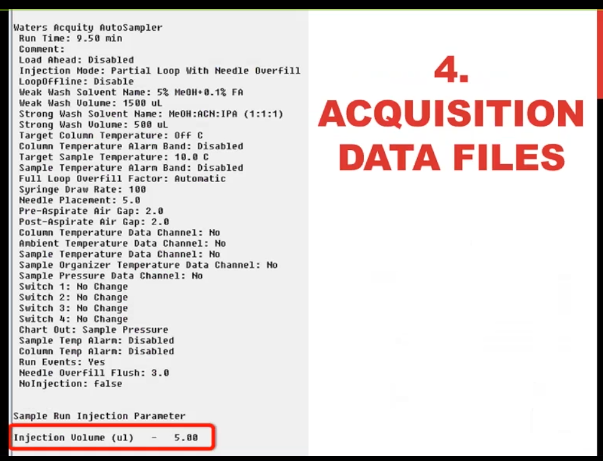 Waters Acquity AutoSampler
Run Time: 9.50 min
Comment:
Load Ahead: Disabled
Injection Mode: Partial Loop With Needle Overfill
LoopOffline: Disable
Weak Wash Solvent Name: 5% MeOH+0.1% FA
Weak Wash Volume: 1500 uL
Strong Wash Solvent Name: MeOH:ACN:IPA (1:1:1)
Strong Wash Volume: 500 uL
Target Column Temperature: Off C
Column Temperature Alarm Band: Disabled
Target Sample Temperature: 10.0 C
Sample Temperature Alarm Band: Disabled
Full Loop Overfill Factor: Automatic
Syringe Draw Rate: 100
Needle Placement: 5.0
Pre-Aspirate Air Gap: 2.0
Post-Aspirate Air Gap: 2.0
Column Temperature Data Channel: No
Ambient Temperature Data Channel: No
Sample Temperature Data Channel: No
Sample Organizer Temperature Data Channel: No
Sample Pressure Data Channel: No
Switch 1: No Change
Switch 2: No Change
Switch 3: No Change
Switch 4: No Change
Chart Out: Sample Pressure
Sample Temp Alarm: Disabled
Column Temp Alarm: Disabled
Run Events: Yes
Needle Overfill Flush: 3.0
NoInjection: false
Sample Run Injection Parameter
Injection Volume (ul) - 5.00
4.
ACQUISITION
DATA FILES